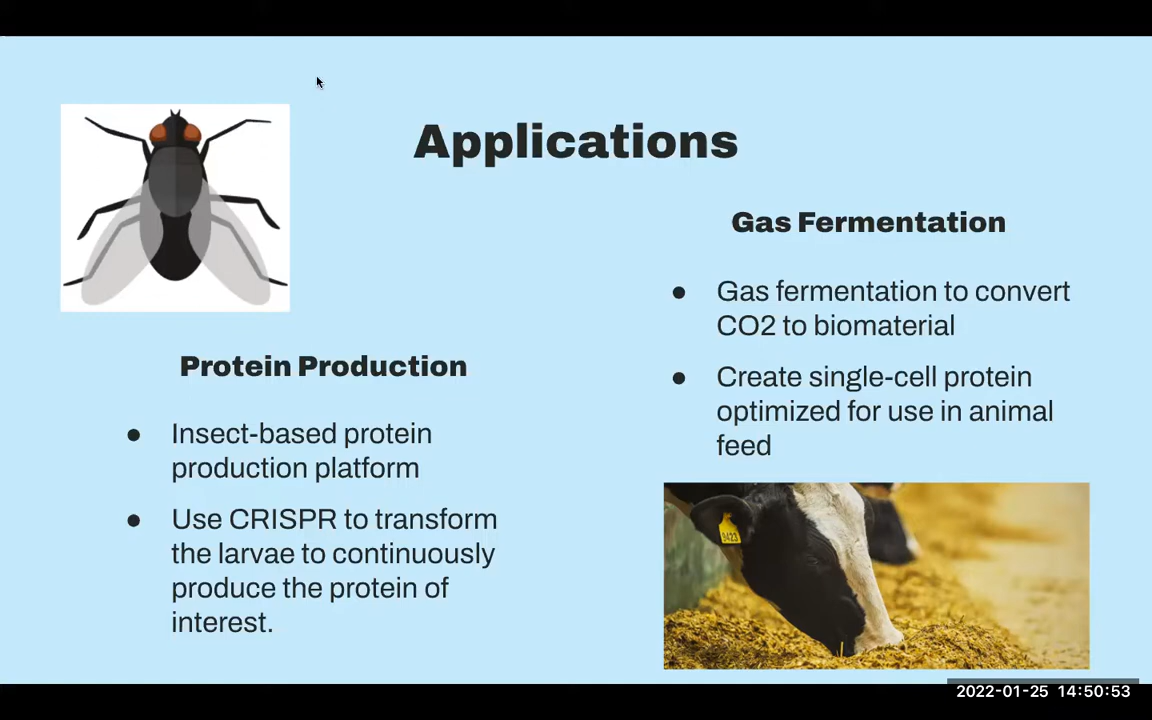 Applications
Protein Production
● Insect-based protein
production platform
● Use CRISPR to transform
the larvae to continuously
produce the protein of
interest.
Gas Fermentation
● Gas fermentation to convert
CO2 to biomaterial
● Create single-cell protein
optimized for use in animal
feed
9423
2022-01-25 14:50:53